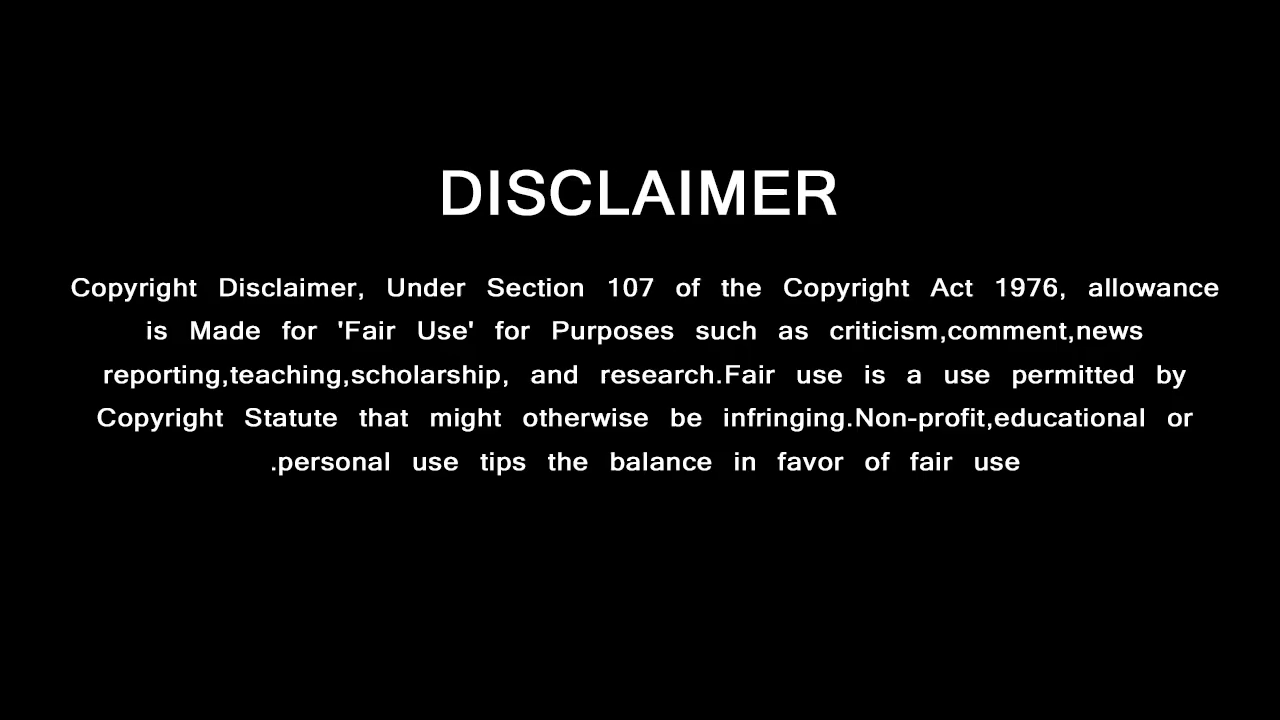 DISCLAIMER
Copyright Disclaimer, Under Section 107 of the Copyright Act 1976, allowance
is Made for 'Fair Use' for Purposes such as criticism,comment,news
reporting,teaching,scholarship, and research.Fair use is a use permitted by
Copyright Statute that might otherwise be infringing.Non-profit,educational or
.personal use tips the balance in favor of fair use